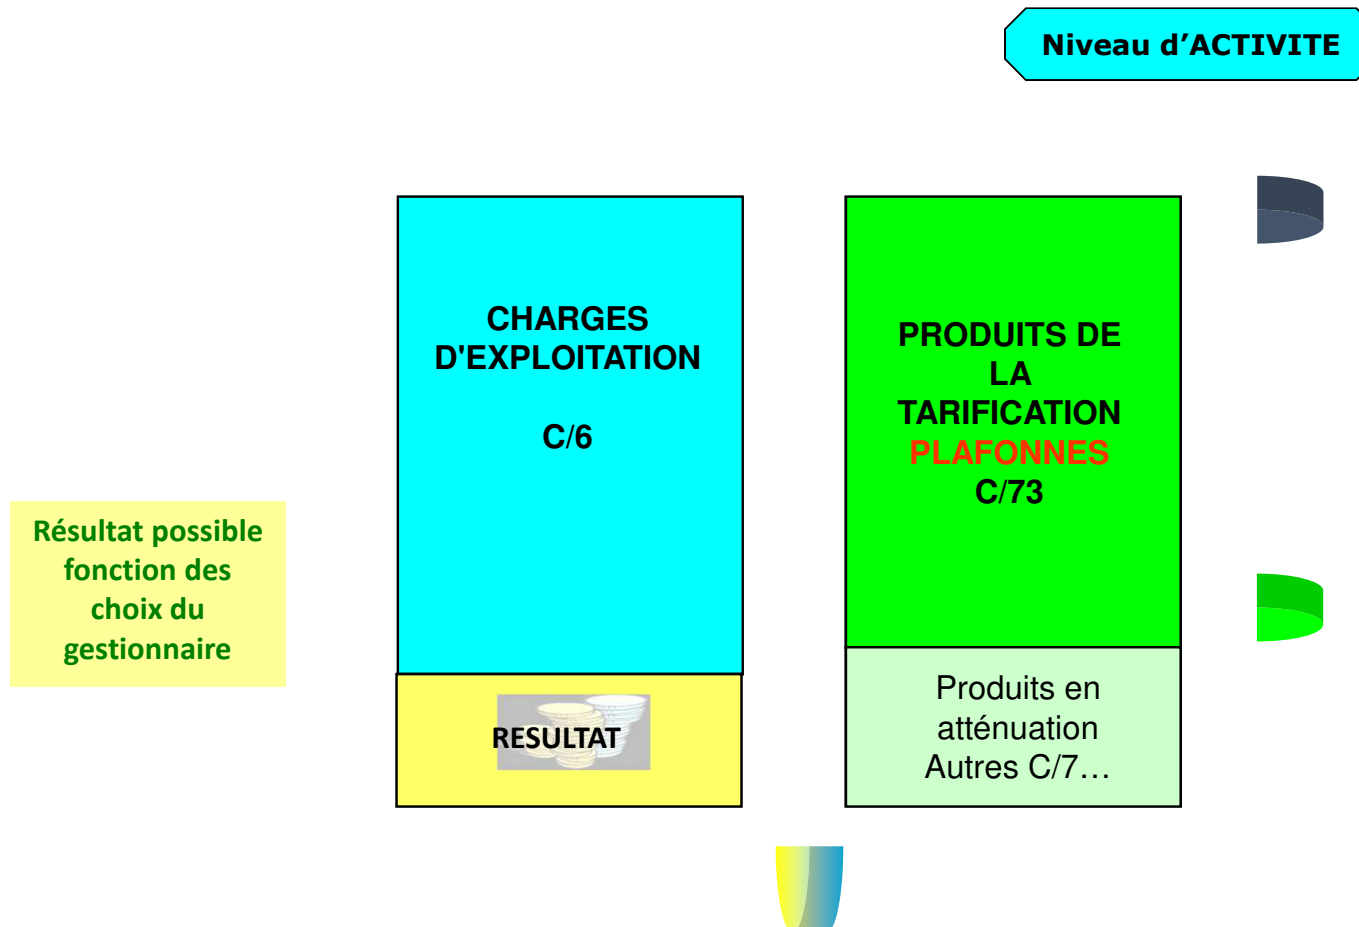 Niveau d’ACTIVITE
CHARGES
D'EXPLOITATION
C/6
PRODUITS DE
LA
TARIFICATION
PLAFONNES
C/73
Résultat possible
fonction des
choix du
gestionnaire
RESULTAT
Produits en
atténuation
Autres C/7…